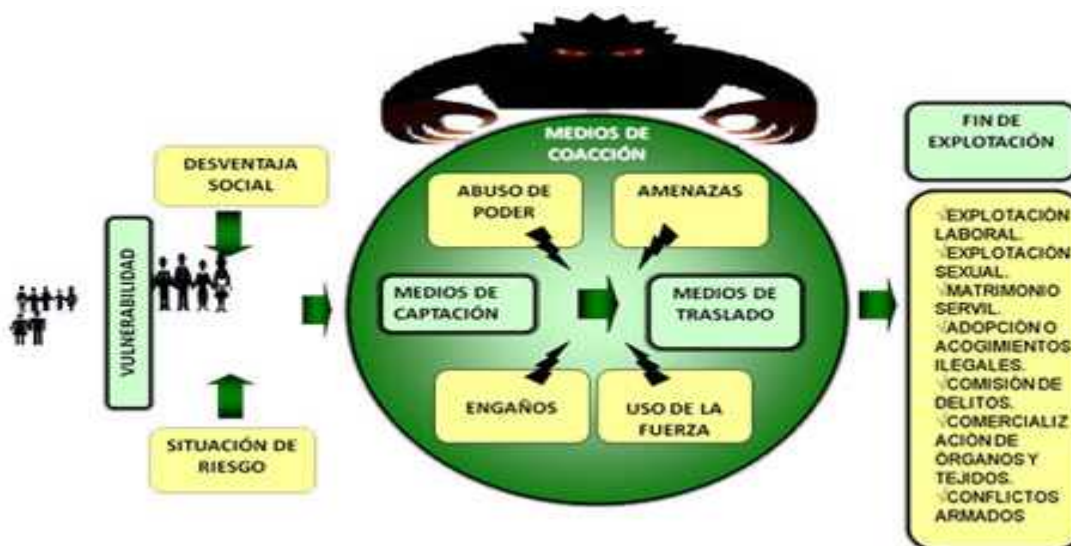 DESVENTAJA
SOCIAL
VULNERABILIDAD
SITUACIÓN DE
RIESGO
MEDIOS DE
COACCIÓN
ABUSO DE
PODER
AMENAZAS
MEDIOS DE
CAPTACIÓN
MEDIOS DE
TRASLADO
ENGAÑOS
USO DE LA
FUERZA
FIN DE
EXPLOTACIÓN
√EXPLOTACIÓN
LABORAL.
√EXPLOTACIÓN
SEXUAL.
√MATRIMONIO
SERVIL.
√ADOPCIÓN O
ACOGIMIENTOS
ILEGALES.
√COMISIÓN DE
DELITOS.
√COMERCIALIZ
ACIÓN DE
ÓRGANOS Y
TEJIDOS.
√CONFLICTOS
ARMADOS